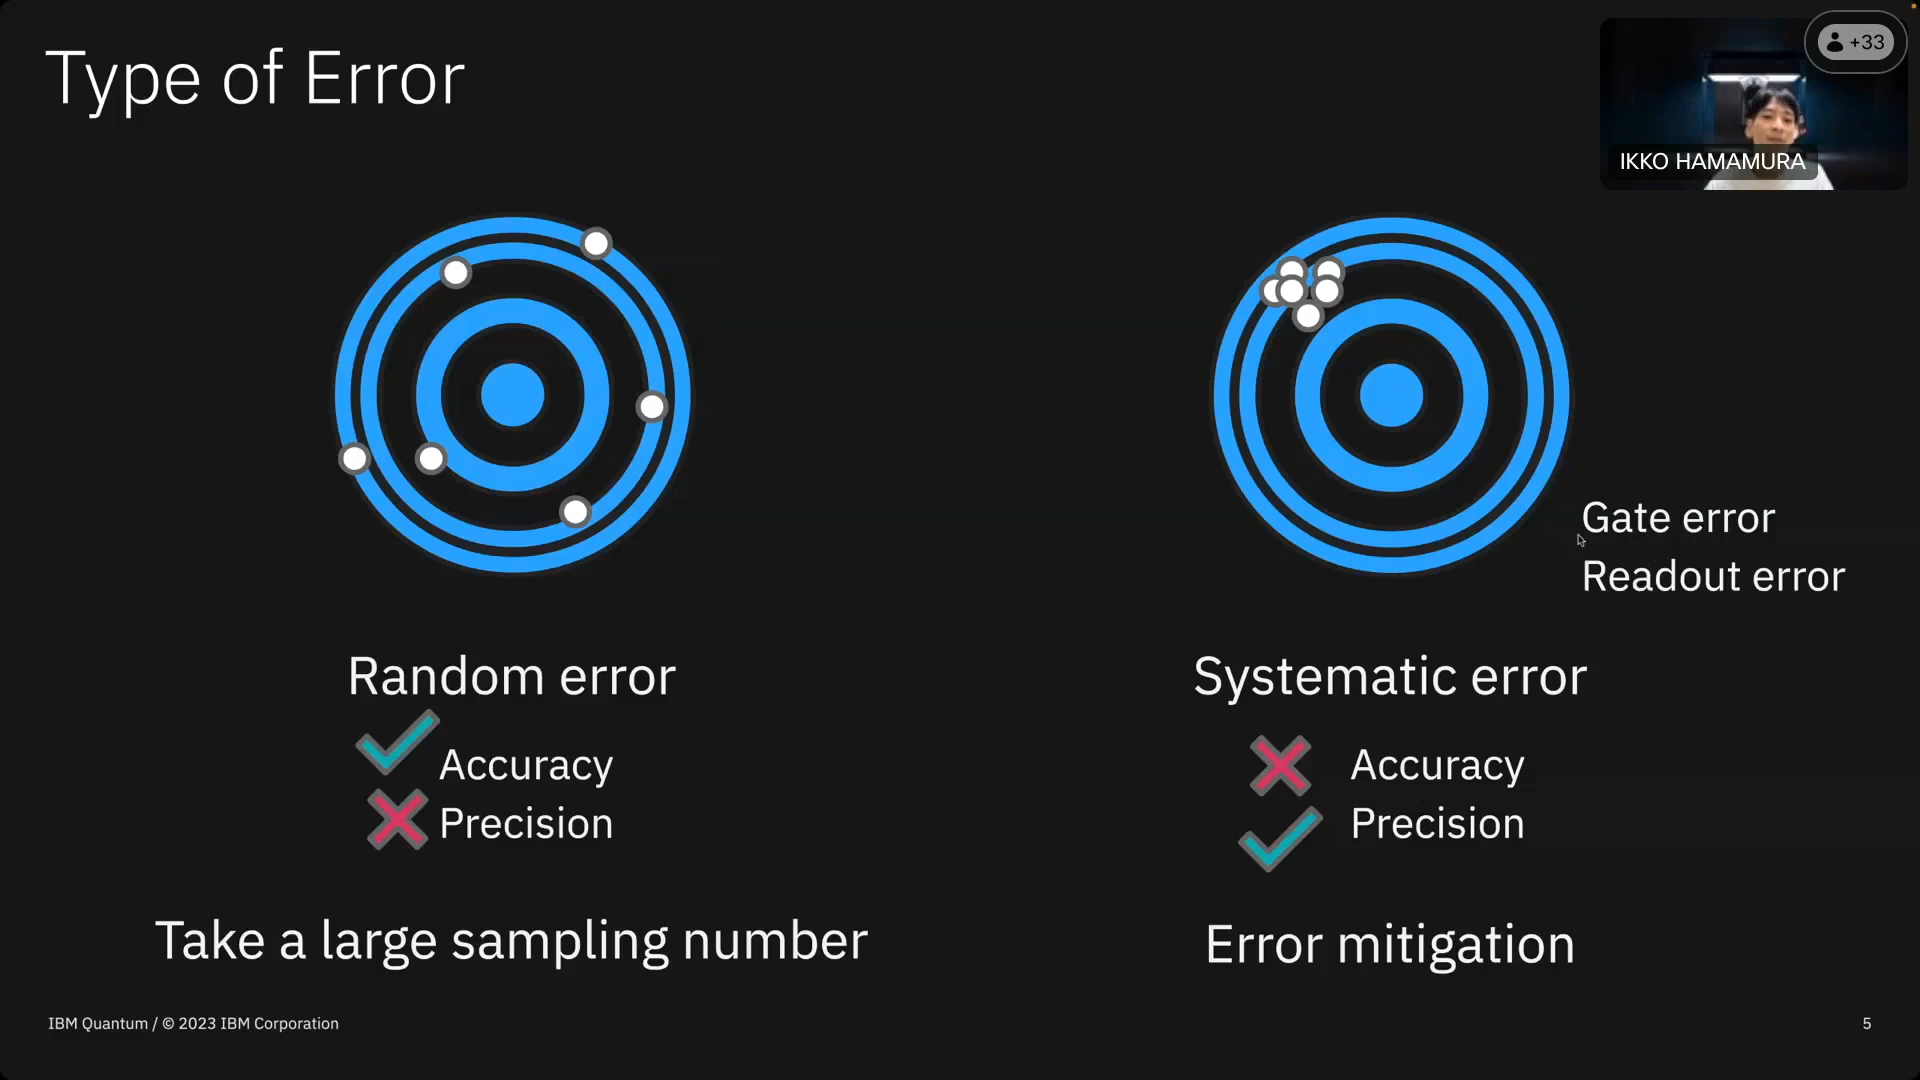 Type of Error
+33
IKKO HAMAMURA
Gate error
Readout error
Random error
Accuracy
Precision
Take a large sampling number
Systematic error
Accuracy
Precision
Error mitigation
IBM Quantum / © 2023 IBM Corporation
5